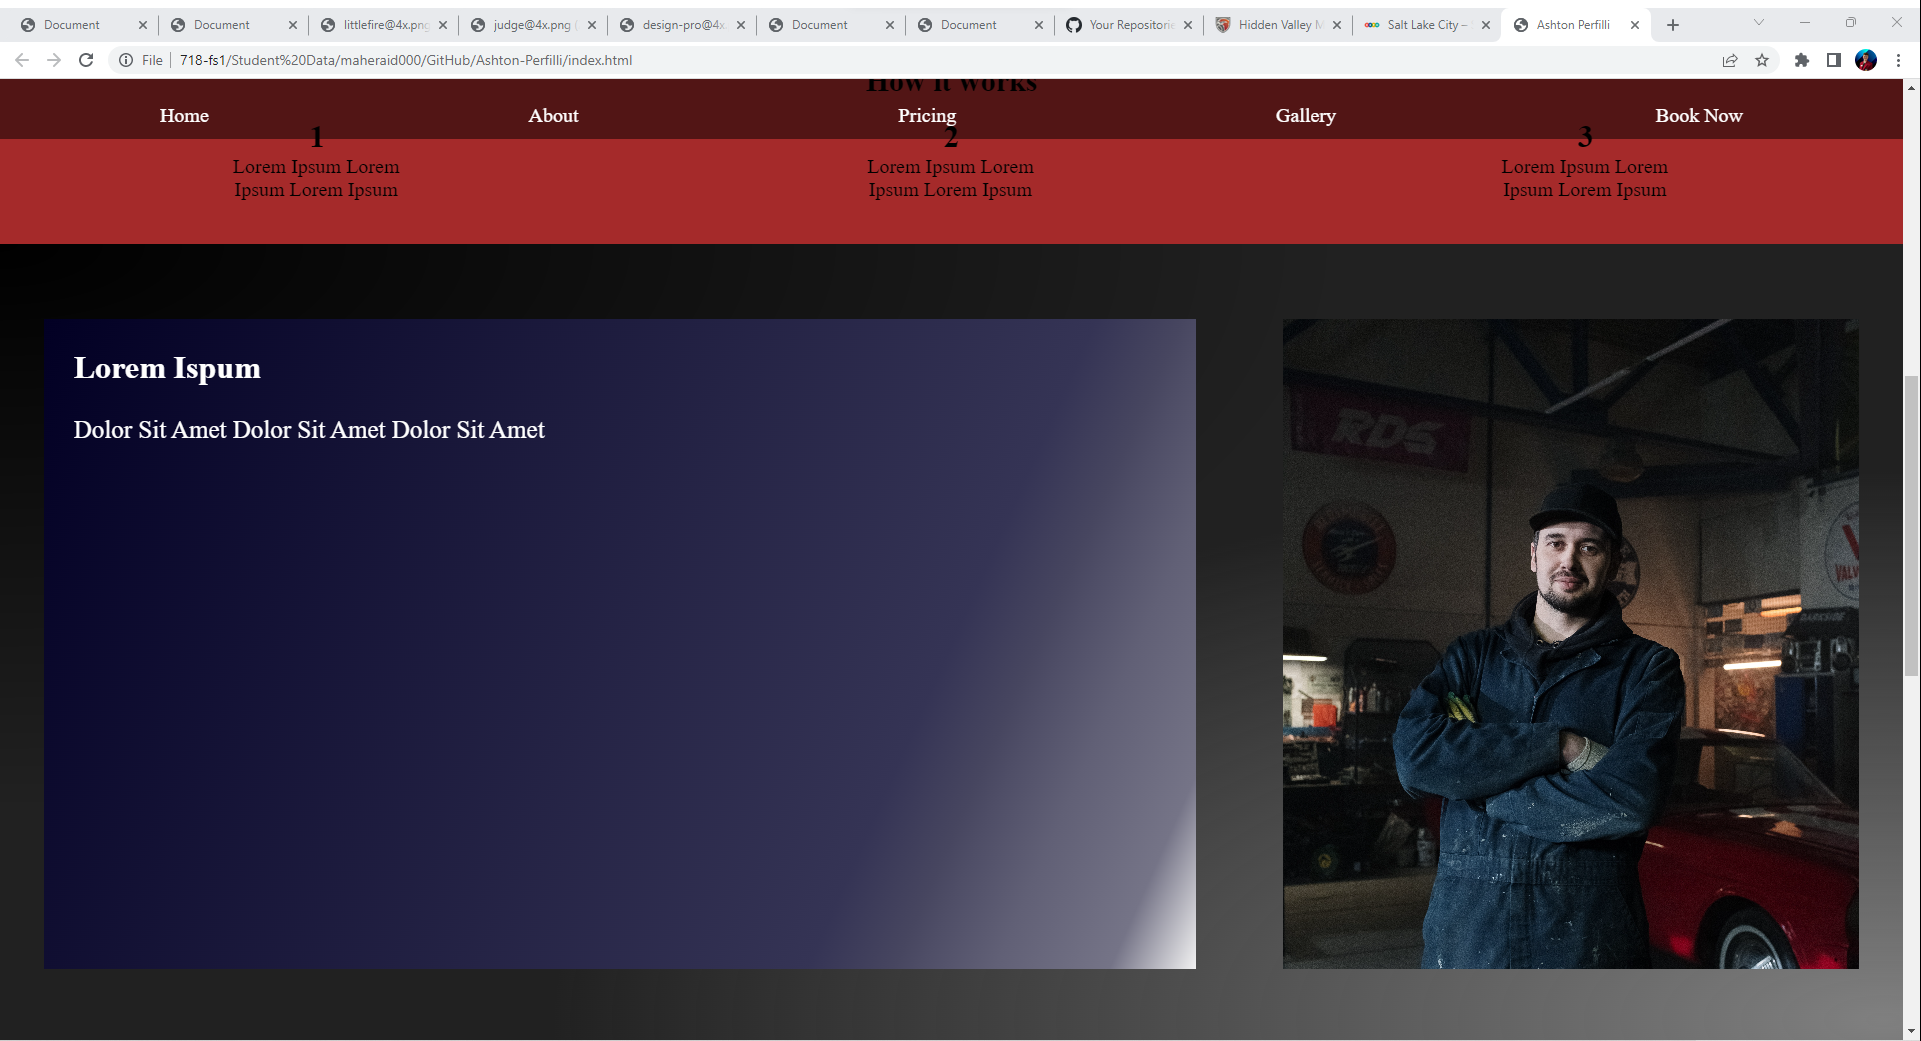 Document
Document
littlefire@4x.png
judge@4x.png
design-pro@4x
Document
Document
Your Repositorie
Hidden Valley M
Salt Lake City –
Ashton Perfilli
File
718-fs1/Student%20Data/maheraid000/GitHub/Ashton-Perfilli/index.html
How it works
Home
About
Pricing
Gallery
Book Now
1
Lorem Ipsum Lorem
Ipsum Lorem Ipsum
2
Lorem Ipsum Lorem
Ipsum Lorem Ipsum
3
Lorem Ipsum Lorem
Ipsum Lorem Ipsum
Lorem Ispum
Dolor Sit Amet Dolor Sit Amet Dolor Sit Amet
RDS
V
VALV
DARKSIDE